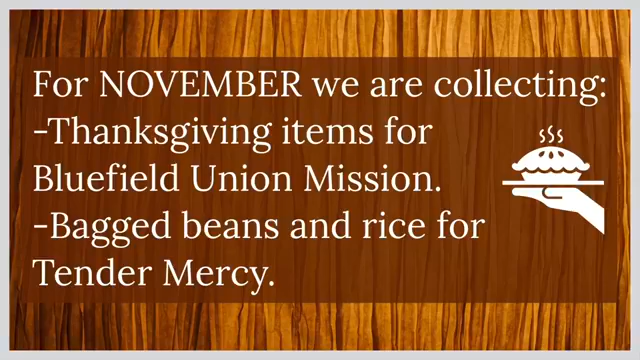 For NOVEMBER we are collecting:
-Thanksgiving items for
Bluefield Union Mission.
-Bagged beans and rice for
Tender Mercy.